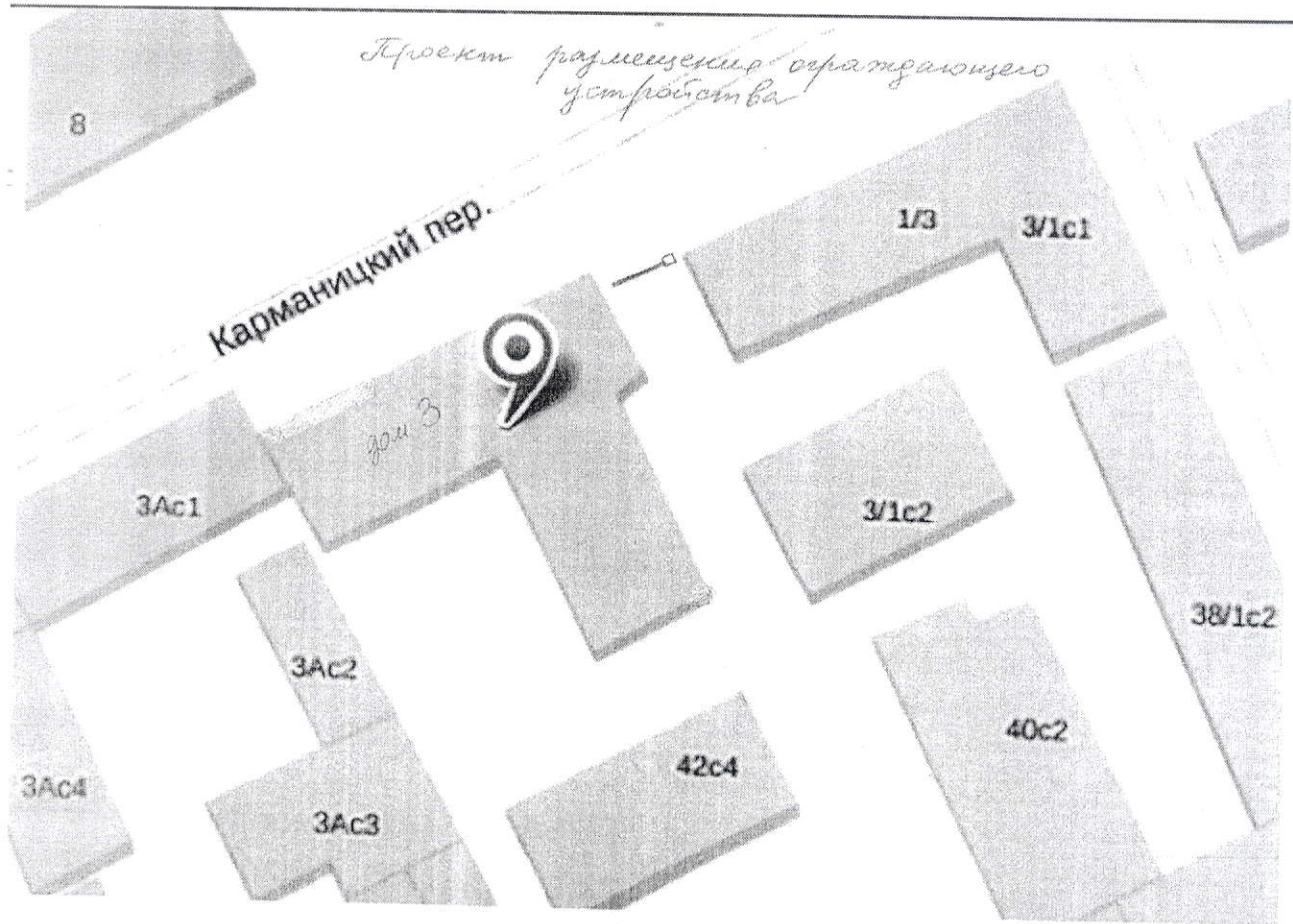 Проект размещения ограждающего
устройства
8
Карманицкий пер.
1/3
3/1с1
дом 3
3Ас1
3/1с2
38/1с2
3Ас2
40с2
42с4
3Ас4
3Ас3